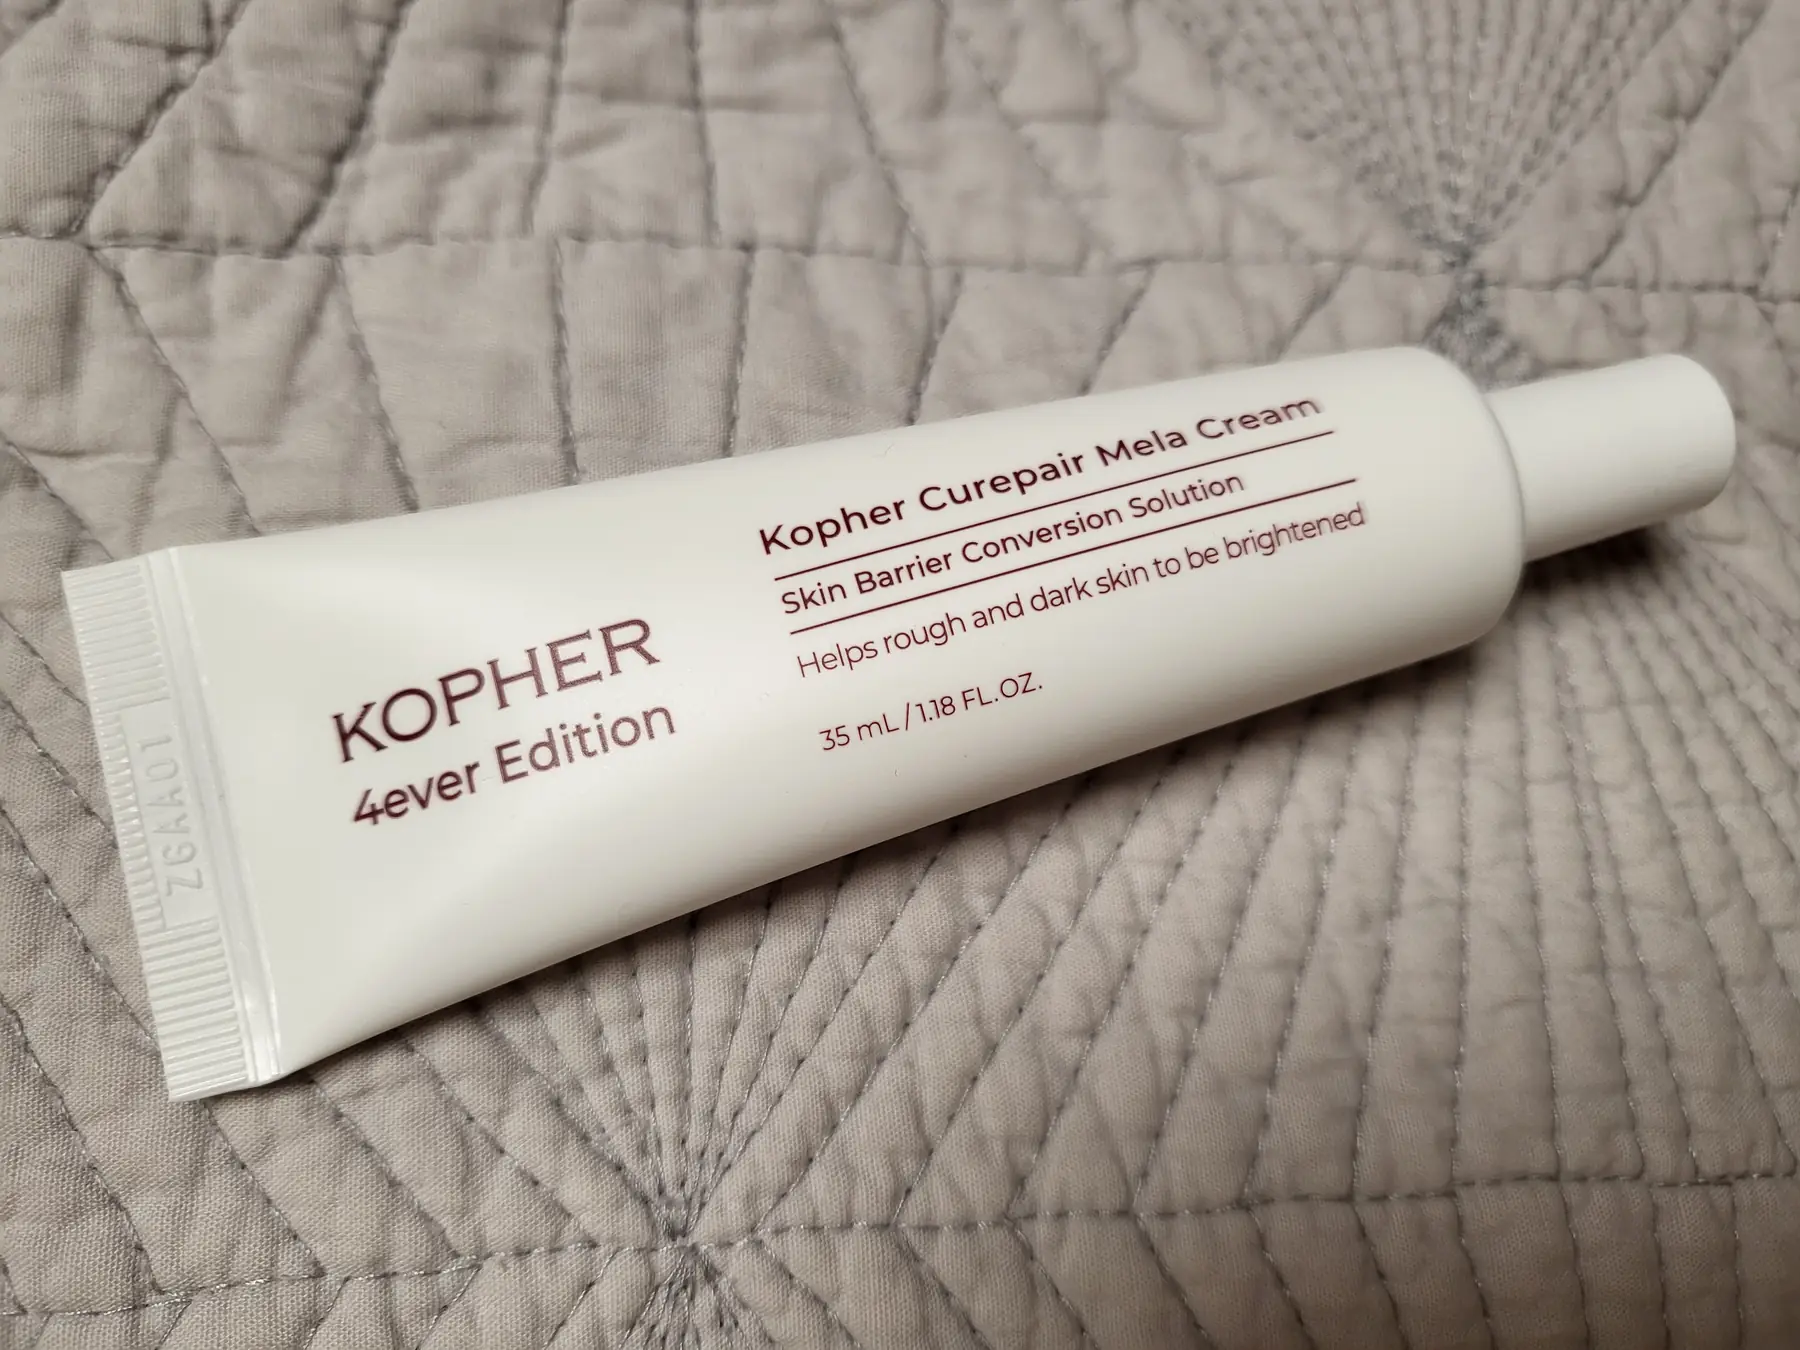 KOPHER
4ever Edition
Kopher Curepair Mela Cream
Skin Barrier Conversion Solution
Helps rough and dark skin to be brightened
35 mL / 1.18 FL.OZ.
ZGAA01